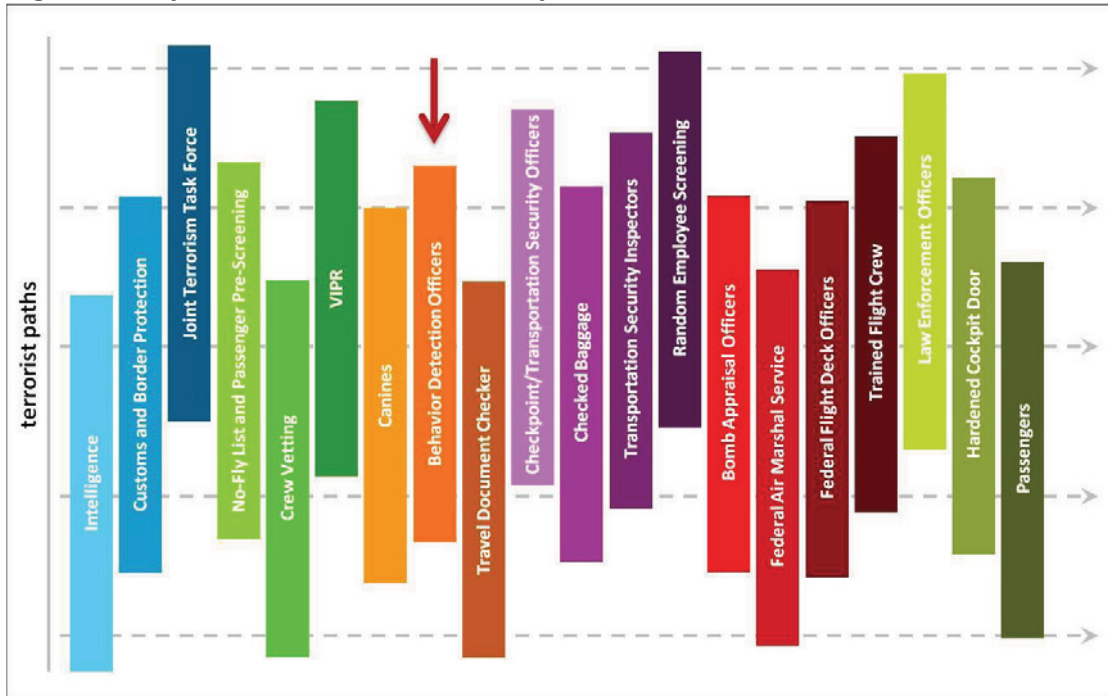 terrorist paths
Intelligence
Customs and Border Protection
Joint Terrorism Task Force
No-Fly List and Passenger Pre-Screening
Crew Vetting
VIPR
Canines
Behavior Detection Officers
Travel Document Checker
Checkpoint/Transportation Security Officers
Checked Baggage
Transportation Security Inspectors
Random Employee Screening
Bomb Appraisal Officers
Federal Air Marshal Service
Federal Flight Deck Officers
Trained Flight Crew
Law Enforcement Officers
Hardened Cockpit Door
Passengers